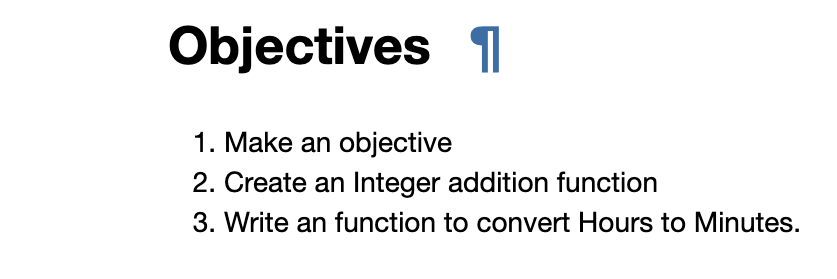 Objectives ¶
1. Make an objective
2. Create an Integer addition function
3. Write an function to convert Hours to Minutes.